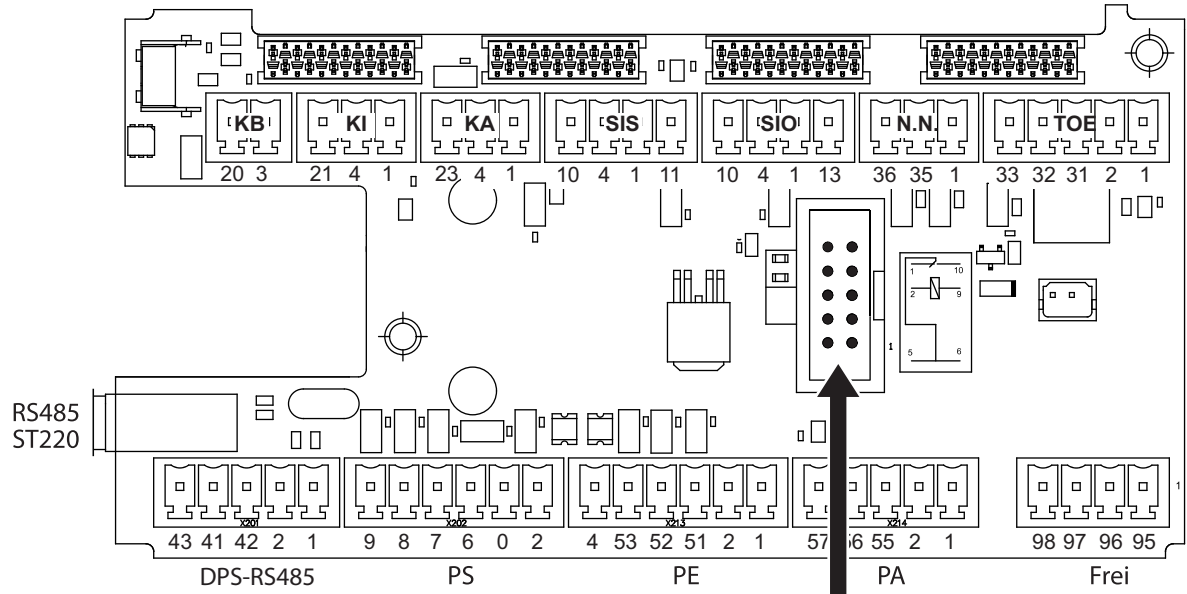 KB KI KA SIS SIO N.N. TOE
20 3 21 4 1 23 4 1 10 4 1 11 10 4 1 13 36 35 1 33 32 31 2 1
1 10
2 9
5 6
1
RS485
ST220
1
X201 X202 X213 X214
43 41 42 2 1 9 8 7 6 0 2 4 53 52 51 2 1 57 56 55 2 1 98 97 96 95
DPS-RS485 PS PE PA Frei